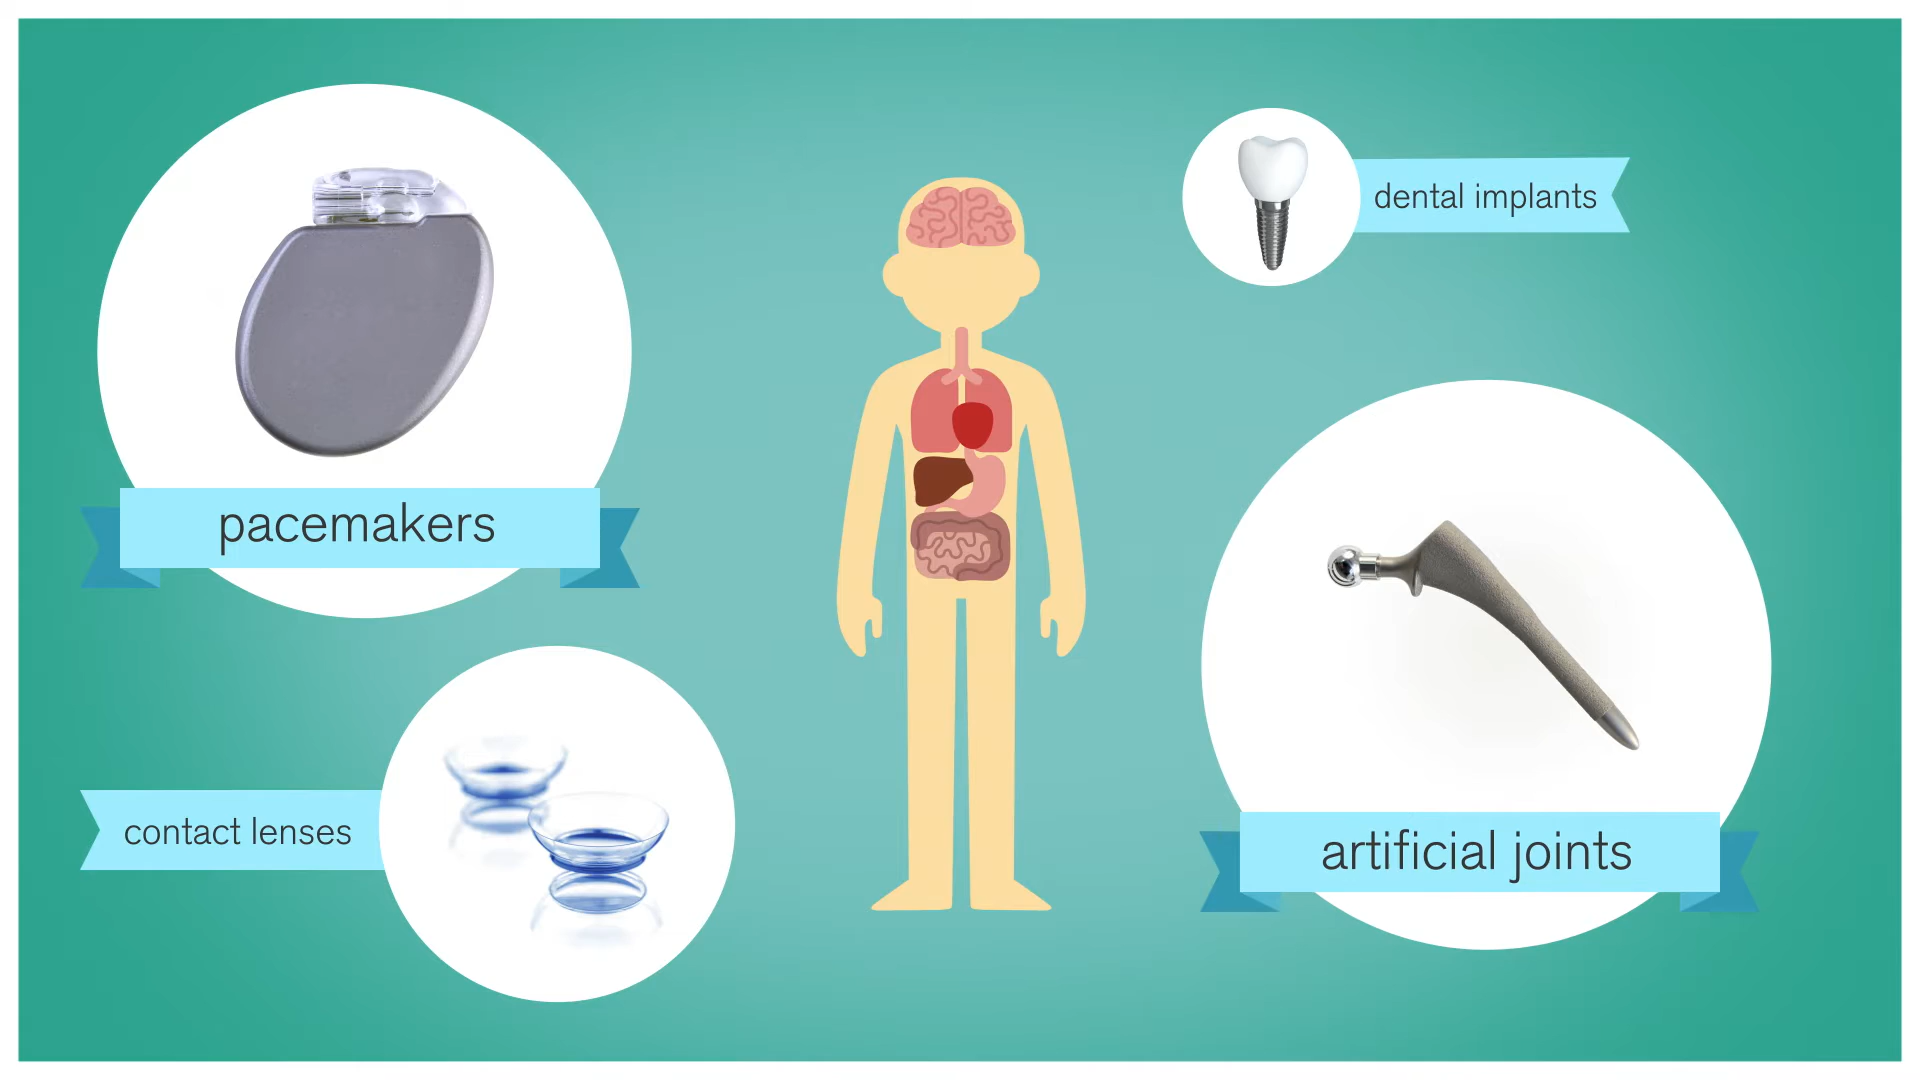 dental implants
pacemakers
contact lenses
artificial joints